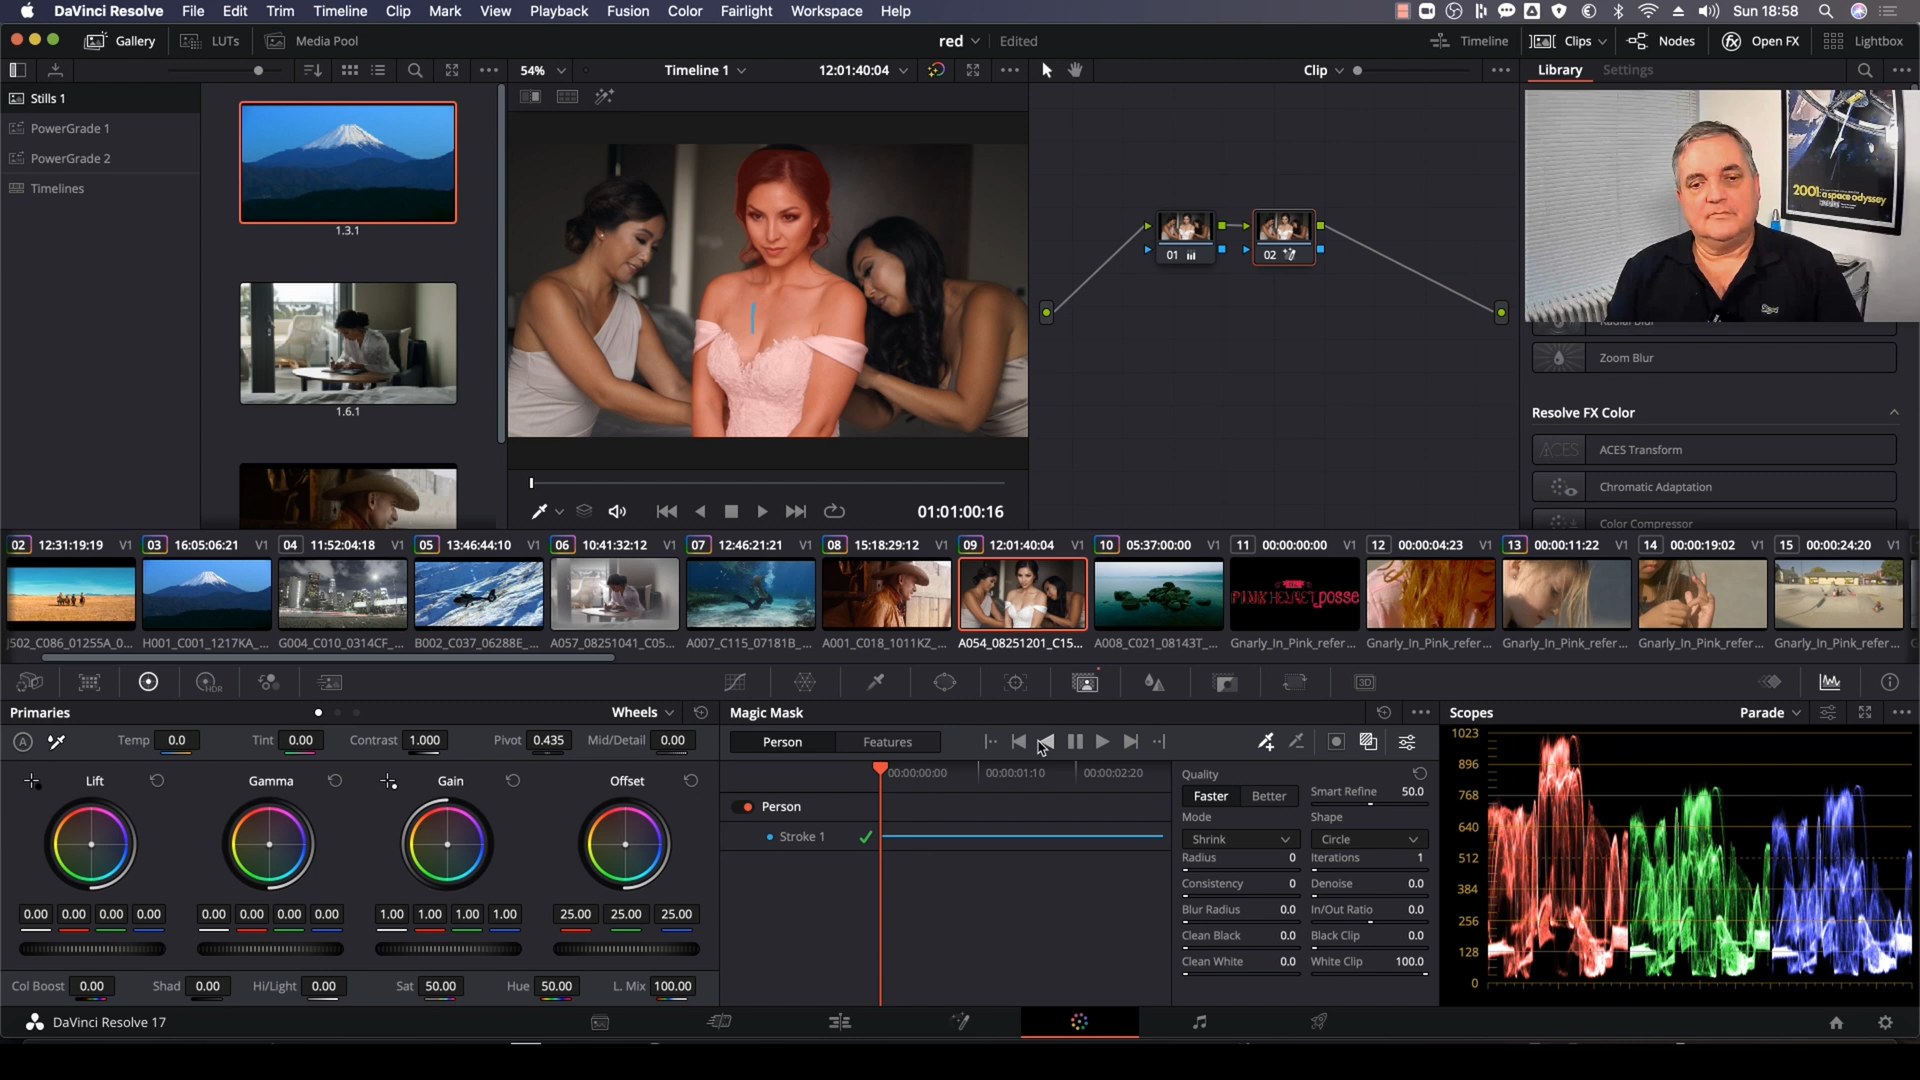 DaVinci Resolve File Edit Trim Timeline Clip Mark View Playback Fusion Color Fairlight Workspace Help Sun 18:58
Gallery LUTs Media Pool red Edited Timeline Clips Nodes Open FX Lightbox
54% Timeline 1 12:01:40:04 Clip Library Settings
Stills 1
PowerGrade 1
PowerGrade 2
Timelines
1.3.1
1.6.1
2001: a space odyssey
01
02
Zoom Blur
Resolve FX Color
ACES ACES Transform
Chromatic Adaptation
Color Compressor
01:01:00:16
02 12:31:19:19 V1 03 16:05:06:21 V1 04 11:52:04:18 V1 05 13:46:44:10 V1 06 10:41:32:12 V1 07 12:46:21:21 V1 08 15:18:29:12 V1 09 12:01:40:04 V1 10 05:37:00:00 V1 11 00:00:00:00 V1 12 00:00:04:23 V1 13 00:00:11:22 V1 14 00:00:19:02 V1 15 00:00:24:20 V1
PINK HELMET posse
J502_C086_01255A_0... H001_C001_1217KA_... G004_C010_0314CF_... B002_C037_06288E_... A057_08251041_C05... A007_C115_07181B_... A001_C018_1011KZ_... A054_08251201_C15... A008_C021_08143T_... Gnarly_In_Pink_refer... Gnarly_In_Pink_refer... Gnarly_In_Pink_refer... Gnarly_In_Pink_refer... Gnarly_In_Pink_refer...
HDR
3D
Primaries Wheels Magic Mask Scopes Parade
A Temp 0.0 Tint 0.00 Contrast 1.000 Pivot 0.435 Mid/Detail 0.00
Person Features
Lift Gamma Gain Offset
0.00 0.00 0.00 0.00 0.00 0.00 0.00 0.00 1.00 1.00 1.00 1.00 25.00 25.00 25.00
Col Boost 0.00 Shad 0.00 Hi/Light 0.00 Sat 50.00 Hue 50.00 L. Mix 100.00
00:00:00:00 00:00:01:10 00:00:02:20
Person
Stroke 1
Quality
Faster Better Smart Refine 50.0
Mode Shape
Shrink Circle
Radius 0 Iterations 1
Consistency 0 Denoise 0.0
Blur Radius 0.0 In/Out Ratio 0.0
Clean Black 0.0 Black Clip 0.0
Clean White 0.0 White Clip 100.0
1023
896
768
640
512
384
256
128
0
DaVinci Resolve 17